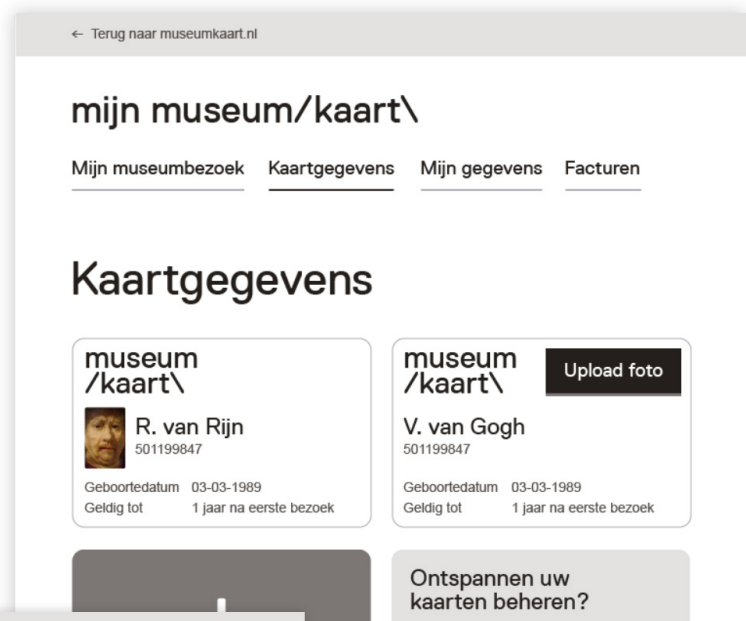 ← Terug naar museumkaart.nl
mijn museum/kaart\
Mijn museumbezoek Kaartgegevens Mijn gegevens Facturen
Kaartgegevens
museum
/kaart\
R. van Rijn
501199847
Geboortedatum 03-03-1989
Geldig tot 1 jaar na eerste bezoek
museum
/kaart\
Upload foto
V. van Gogh
501199847
Geboortedatum 03-03-1989
Geldig tot 1 jaar na eerste bezoek
Ontspannen uw
kaarten beheren?